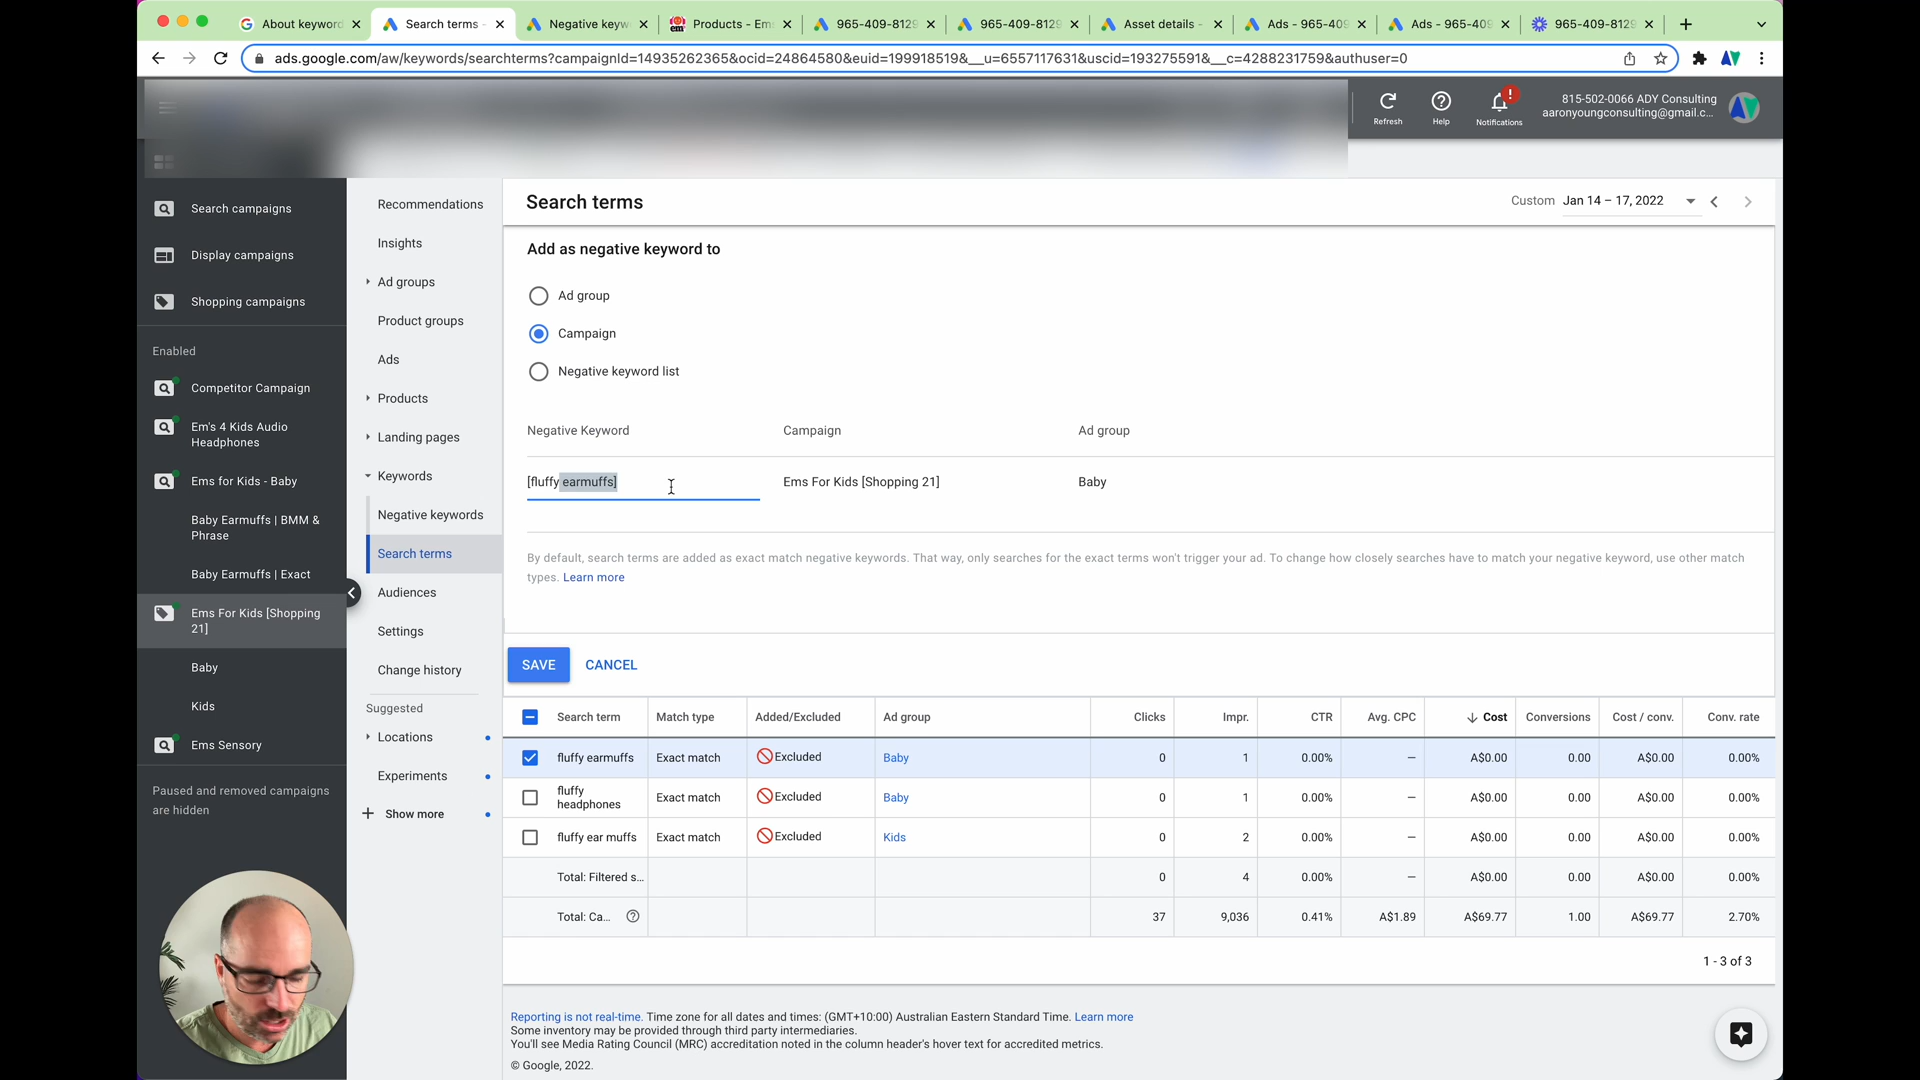 About keyword
Search terms -
Negative keyw
Products - Em
965-409-8129
965-409-8129
Asset details -
Ads - 965-409
Ads - 965-409
965-409-8129
ads.google.com/aw/keywords/searchterms?campaignId=14935262365&ocid=24864580&euid=199918519&__u=6557117631&uscid=193275591&__c=4288231759&authuser=0
Refresh
Help
Notifications
815-502-0066 ADY Consulting
aaronyoungconsulting@gmail.c...
Search campaigns
Display campaigns
Shopping campaigns
Enabled
Competitor Campaign
Em's 4 Kids Audio
Headphones
Ems for Kids - Baby
Baby Earmuffs | BMM &
Phrase
Baby Earmuffs | Exact
Ems For Kids [Shopping
21]
Baby
Kids
Ems Sensory
Paused and removed campaigns
are hidden
Recommendations
Insights
Ad groups
Product groups
Ads
Products
Landing pages
Keywords
Negative keywords
Search terms
Audiences
Settings
Change history
Suggested
Locations
Experiments
Show more
Search terms
Custom Jan 14 – 17, 2022
Add as negative keyword to
Ad group
Campaign
Negative keyword list
Negative Keyword Campaign Ad group
[fluffy earmuffs] Ems For Kids [Shopping 21] Baby
By default, search terms are added as exact match negative keywords. That way, only searches for the exact terms won't trigger your ad. To change how closely searches have to match your negative keyword, use other match
types. Learn more
SAVE CANCEL
Search term Match type Added/Excluded Ad group Clicks Impr. CTR Avg. CPC Cost Conversions Cost / conv. Conv. rate
fluffy earmuffs Exact match Excluded Baby 0 1 0.00% — A$0.00 0.00 A$0.00 0.00%
fluffy
headphones Exact match Excluded Baby 0 1 0.00% — A$0.00 0.00 A$0.00 0.00%
fluffy ear muffs Exact match Excluded Kids 0 2 0.00% — A$0.00 0.00 A$0.00 0.00%
Total: Filtered s... 0 4 0.00% — A$0.00 0.00 A$0.00 0.00%
Total: Ca... 37 9,036 0.41% A$1.89 A$69.77 1.00 A$69.77 2.70%
1 - 3 of 3
Reporting is not real-time. Time zone for all dates and times: (GMT+10:00) Australian Eastern Standard Time. Learn more
Some inventory may be provided through third party intermediaries.
You'll see Media Rating Council (MRC) accreditation noted in the column header's hover text for accredited metrics.
© Google, 2022.